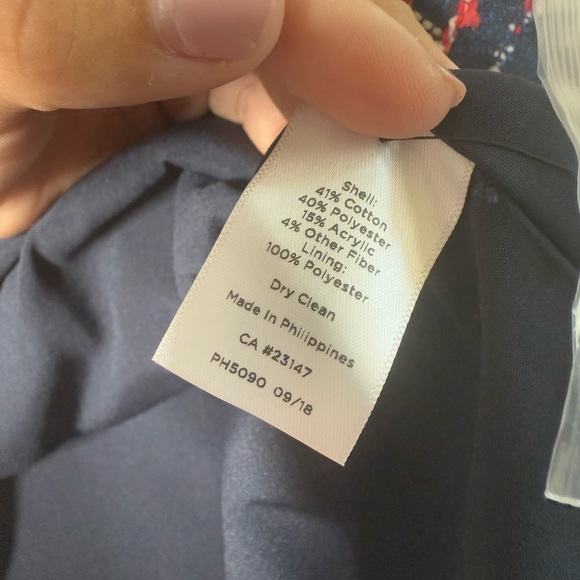 Shell:
41% Cotton
40% Polyester
15% Acrylic
4% Other Fiber
Lining:
100% Polyester
Dry Clean
Made In Philippines
CA #23147
PH5090 09/18